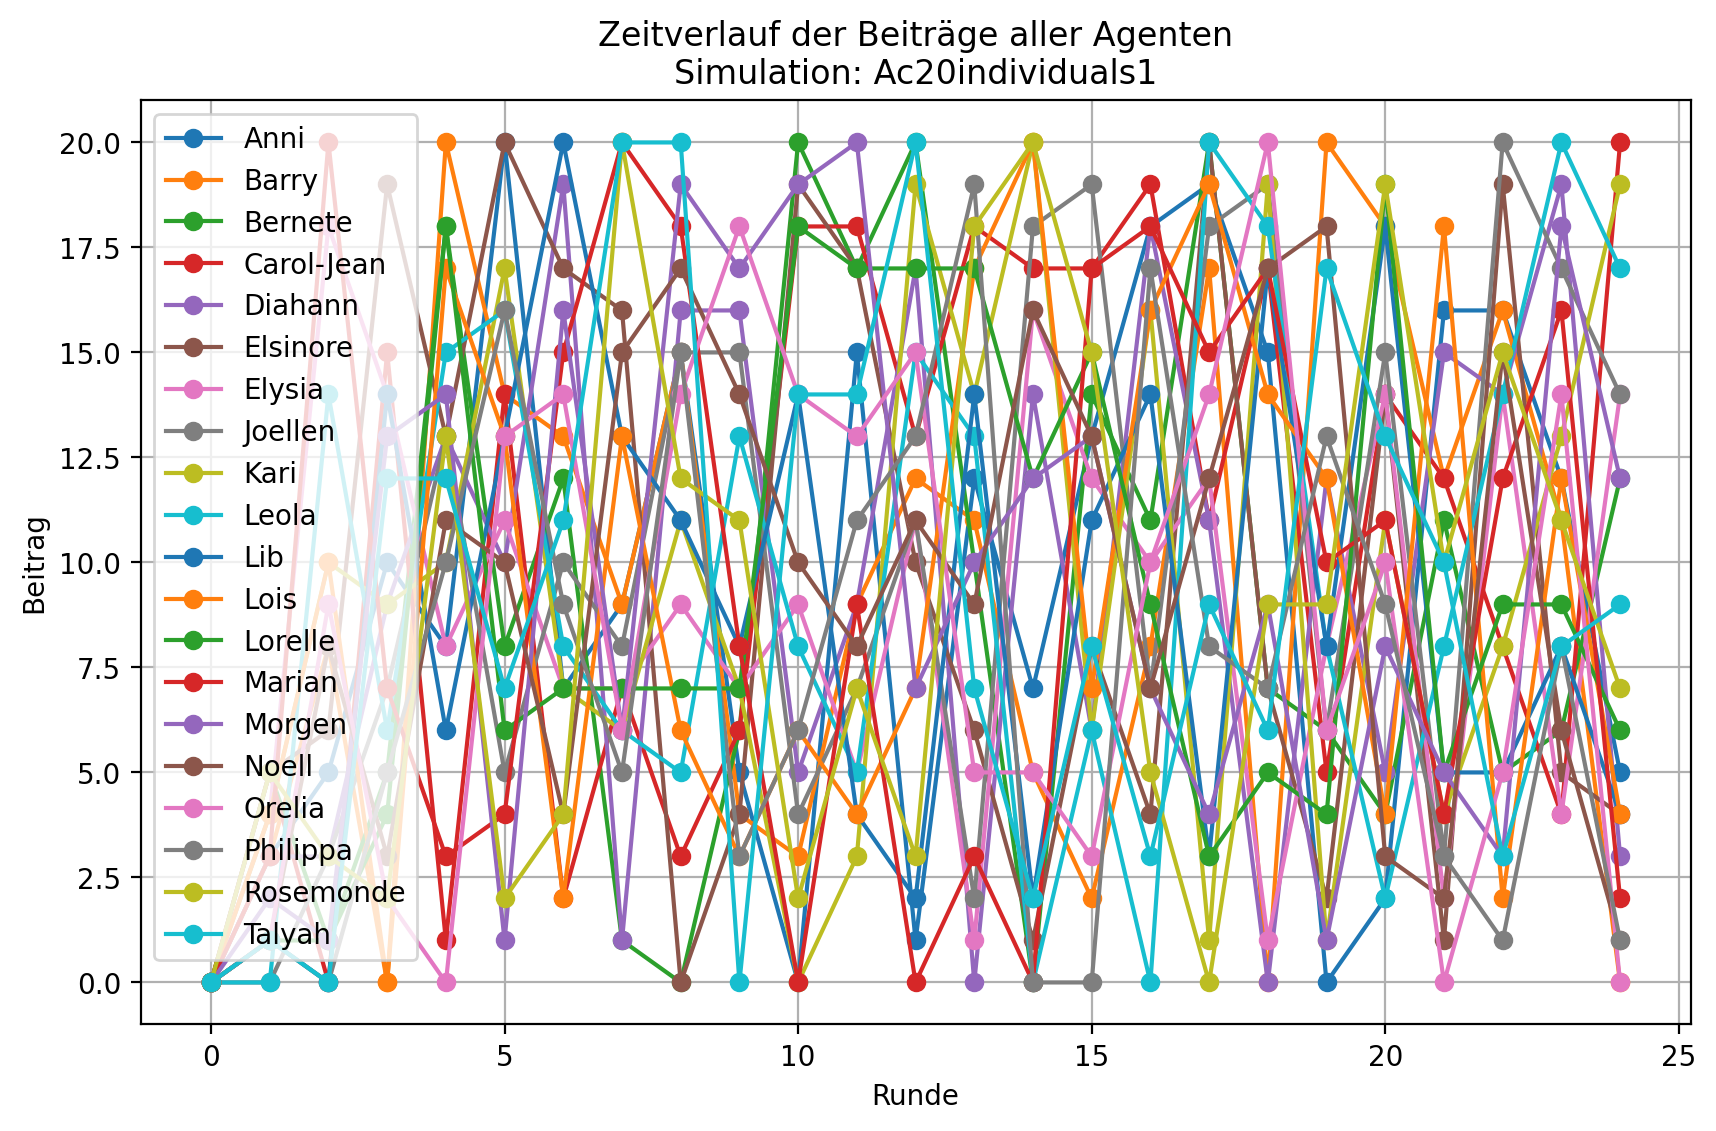 Zeitverlauf der Beiträge aller Agenten
Simulation: Ac20individuals1
Beitrag
20.0
17.5
15.0
12.5
10.0
7.5
5.0
2.5
0.0
Anni
Barry
Bernete
Carol-Jean
Diahann
Elsinore
Elysia
Joellen
Kari
Leola
Lib
Lois
Lorelle
Marian
Morgen
Noell
Orelia
Philippa
Rosemonde
Talyah
0 5 10 15 20 25
Runde